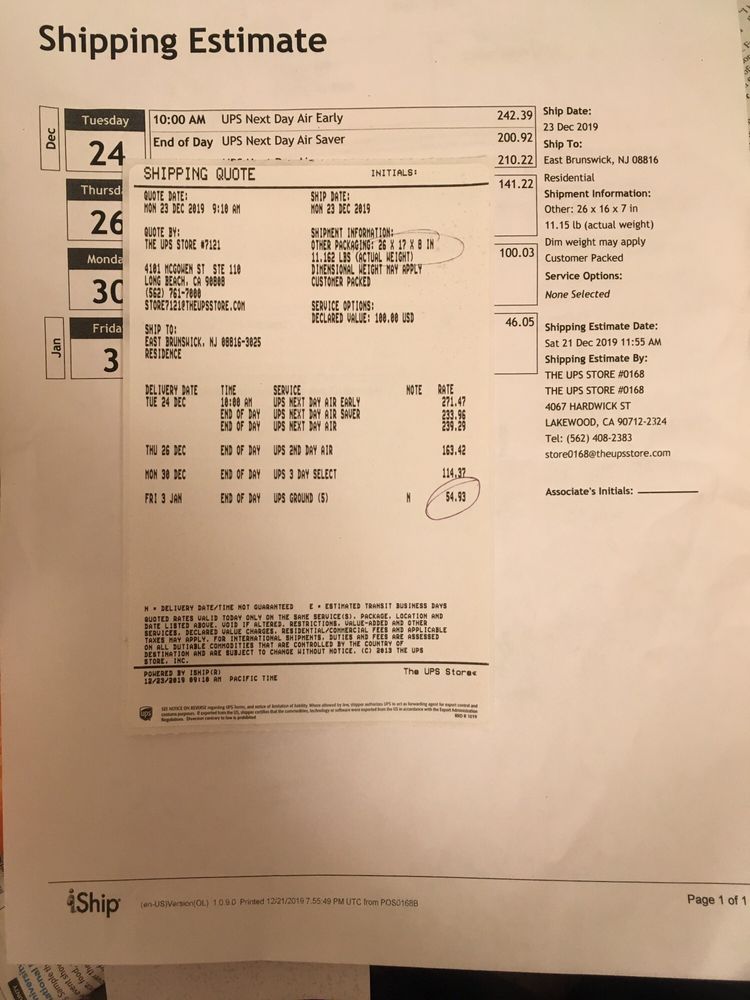 Shipping Estimate
Dec
Tuesday
24
10:00 AM UPS Next Day Air Early 242.39
End of Day UPS Next Day Air Saver 200.92
210.22
Thursd
26
141.22
Monda
30
100.03
Jan
Frida
3
46.05
Ship Date:
23 Dec 2019
Ship To:
East Brunswick, NJ 08816
Residential
Shipment Information:
Other: 26 x 16 x 7 in
11.15 lb (actual weight)
Dim weight may apply
Customer Packed
Service Options:
None Selected
Shipping Estimate Date:
Sat 21 Dec 2019 11:55 AM
Shipping Estimate By:
THE UPS STORE #0168
THE UPS STORE #0168
4067 HARDWICK ST
LAKEWOOD, CA 90712-2324
Tel: (562) 408-2383
store0168@theupsstore.com
Associate's Initials:
SHIPPING QUOTE INITIALS:
QUOTE DATE: SHIP DATE:
MON 23 DEC 2019 9:10 AM MON 23 DEC 2019
QUOTE BY: SHIPMENT INFORMATION:
THE UPS STORE #7121 OTHER PACKAGING: 26 X 17 X 8 IN
11.162 LBS (ACTUAL WEIGHT)
4101 MCGOWEN ST STE 110 DIMENSIONAL WEIGHT MAY APPLY
LONG BEACH, CA 90808 CUSTOMER PACKED
(562) 761-7000
STORE7121@THEUPSSTORE.COM SERVICE OPTIONS:
DECLARED VALUE: 100.00 USD
SHIP TO:
EAST BRUNSWICK, NJ 08816-3025
RESIDENCE
DELIVERY DATE TIME SERVICE NOTE RATE
TUE 24 DEC 10:00 AM UPS NEXT DAY AIR EARLY 271.47
END OF DAY UPS NEXT DAY AIR SAVER 233.96
END OF DAY UPS NEXT DAY AIR 239.29
THU 26 DEC END OF DAY UPS 2ND DAY AIR 163.42
MON 30 DEC END OF DAY UPS 3 DAY SELECT 114.37
FRI 3 JAN END OF DAY UPS GROUND (5) N 54.93
N = DELIVERY DATE/TIME NOT GUARANTEED E = ESTIMATED TRANSIT BUSINESS DAYS
QUOTED RATES VALID TODAY ONLY ON THE SAME SERVICE(S), PACKAGE, LOCATION AND
DATE LISTED ABOVE. VOID IF ALTERED. RESTRICTIONS, VALUE-ADDED AND OTHER
SERVICES, DECLARED VALUE CHARGES, RESIDENTIAL/COMMERCIAL FEES AND APPLICABLE
TAXES MAY APPLY. FOR INTERNATIONAL SHIPMENTS, DUTIES AND FEES ARE ASSESSED
ON ALL DUTIABLE COMMODITIES THAT ARE CONTROLLED BY THE COUNTRY OF
DESTINATION AND ARE SUBJECT TO CHANGE WITHOUT NOTICE. (C) 2013 THE UPS
STORE, INC.
POWERED BY ISHIP(R) The UPS Store
12/23/2019 09:10 AM PACIFIC TIME
ups
iShip (en-US)Version(OL) 1.0.9.0 Printed 12/21/2019 7:55:49 PM UTC from POS0168B
Page 1 of 1